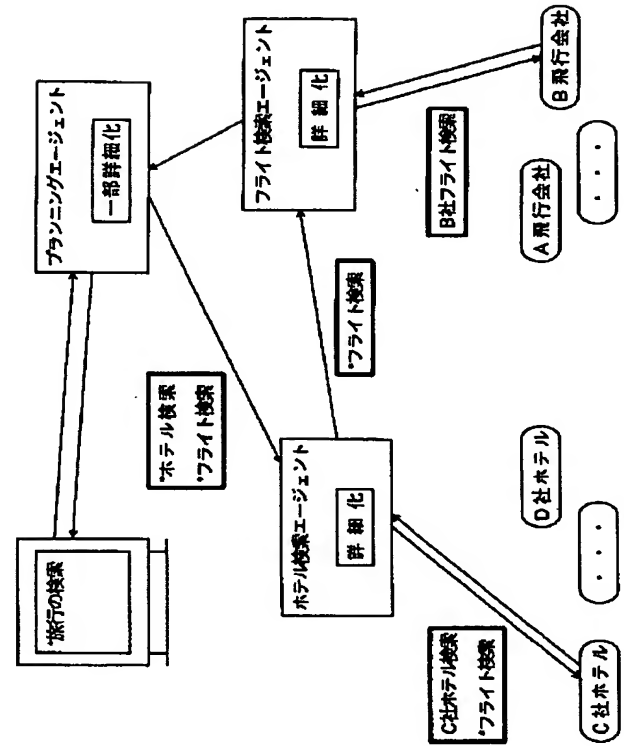 *旅行の検索
プランニングエージェント
一部詳細化
*ホテル検索
*フライト検索
ホテル検索エージェント
詳細化
*フライト検索
フライト検索エージェント
詳細化
C社ホテル検索
*フライト検索
B社フライト検索
C社ホテル
・・・
D社ホテル
A飛行会社
・・・
B飛行会社